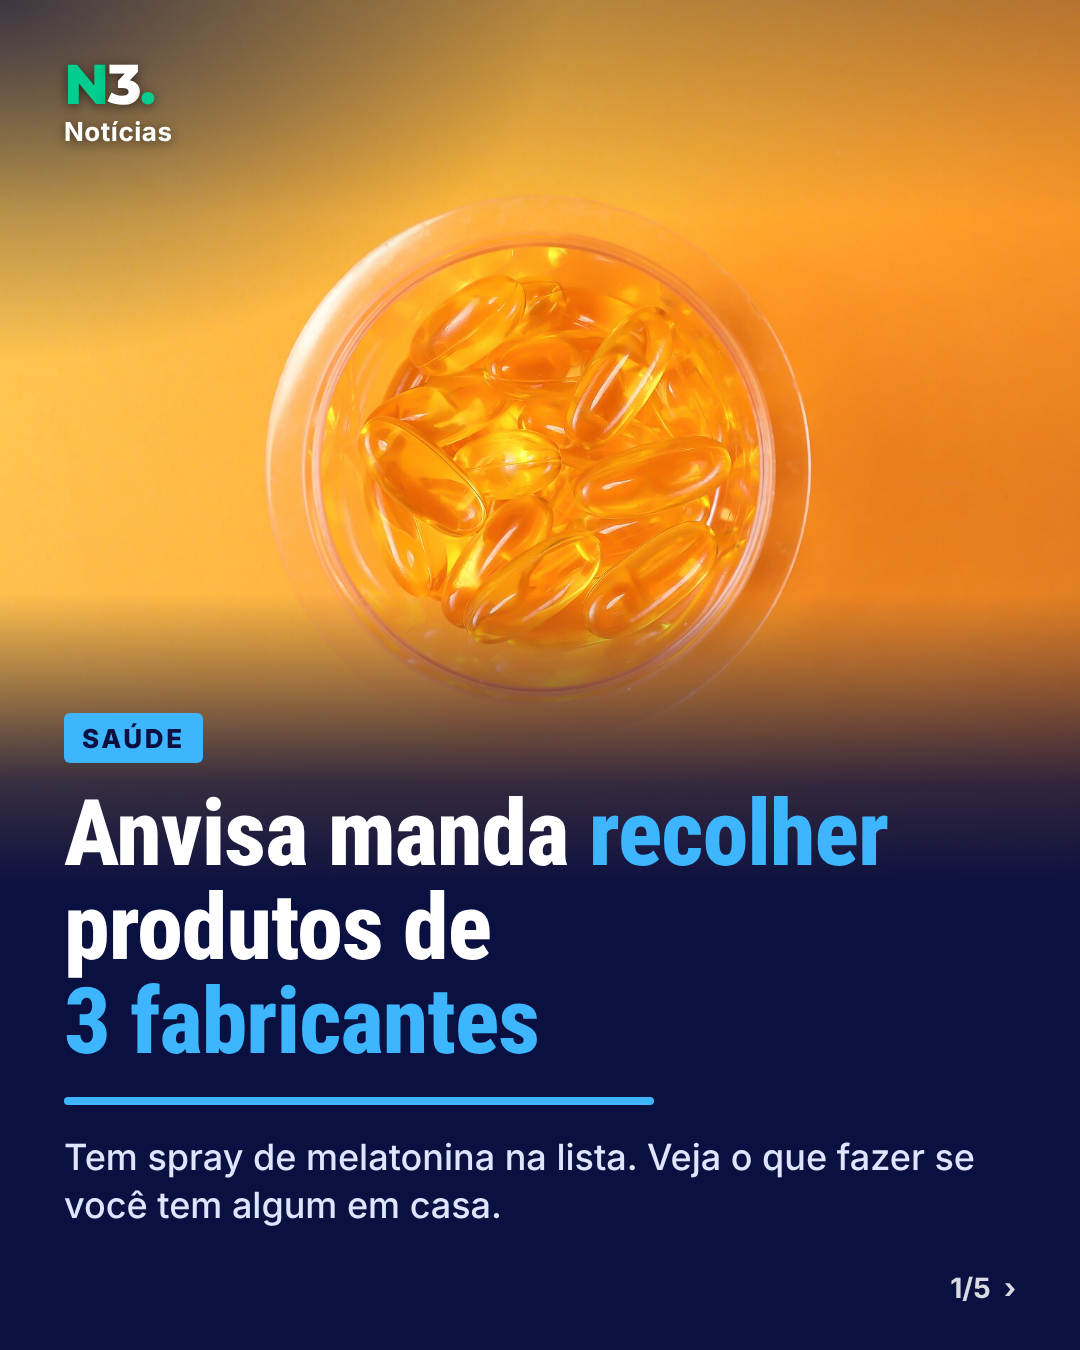 N3.
Notícias
SAÚDE
Anvisa manda recolher
produtos de
3 fabricantes
Tem spray de melatonina na lista. Veja o que fazer se
você tem algum em casa.
1/5 ›